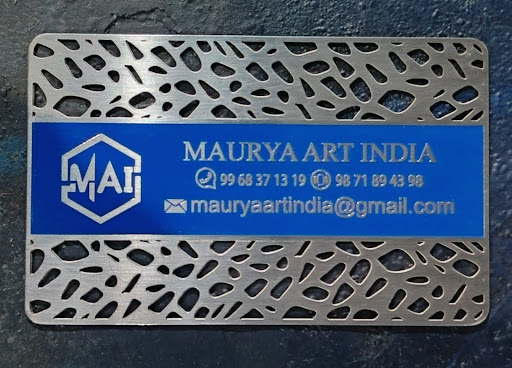 MAI
MAURYA ART INDIA
99 68 37 13 19 98 71 89 43 98
mauryaartindia@gmail.com